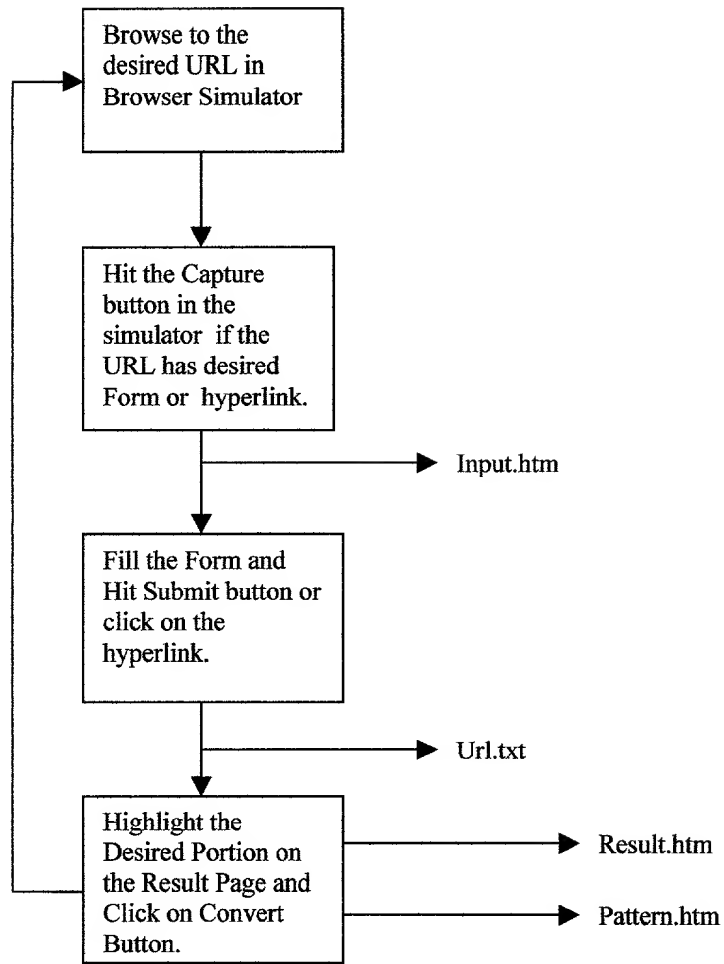 Browse to the
desired URL in
Browser Simulator
Hit the Capture
button in the
simulator if the
URL has desired
Form or hyperlink.
Input.htm
Fill the Form and
Hit Submit button or
click on the
hyperlink.
Url.txt
Highlight the
Desired Portion on
the Result Page and
Click on Convert
Button.
Result.htm
Pattern.htm